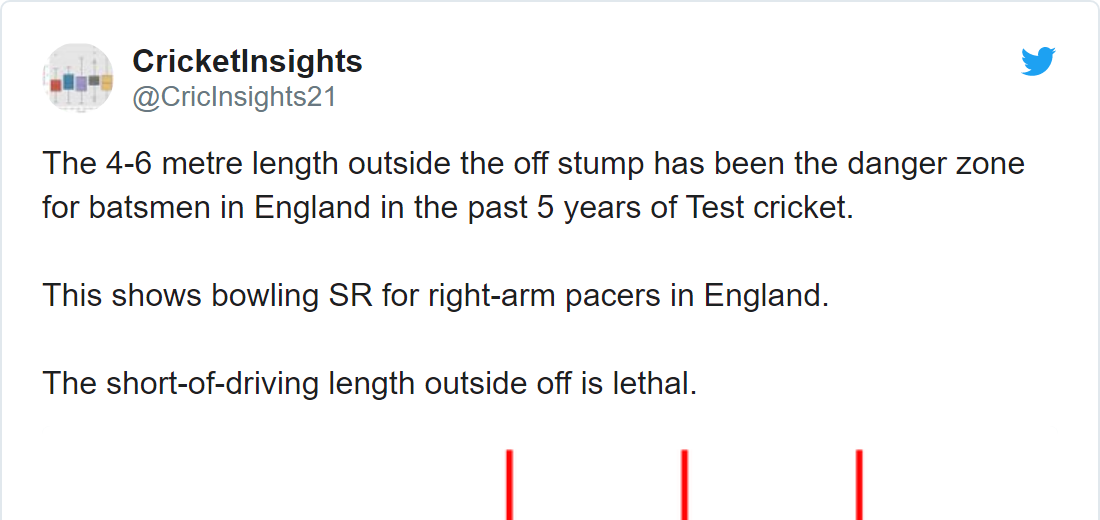 CricketInsights
@CricInsights21
The 4-6 metre length outside the off stump has been the danger zone
for batsmen in England in the past 5 years of Test cricket.
This shows bowling SR for right-arm pacers in England.
The short-of-driving length outside off is lethal.